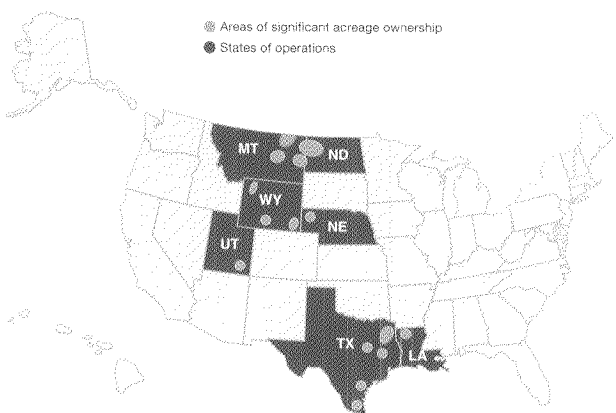 Areas of significant acreage ownership
States of operations
MT
ND
WY
NE
UT
TX
LA